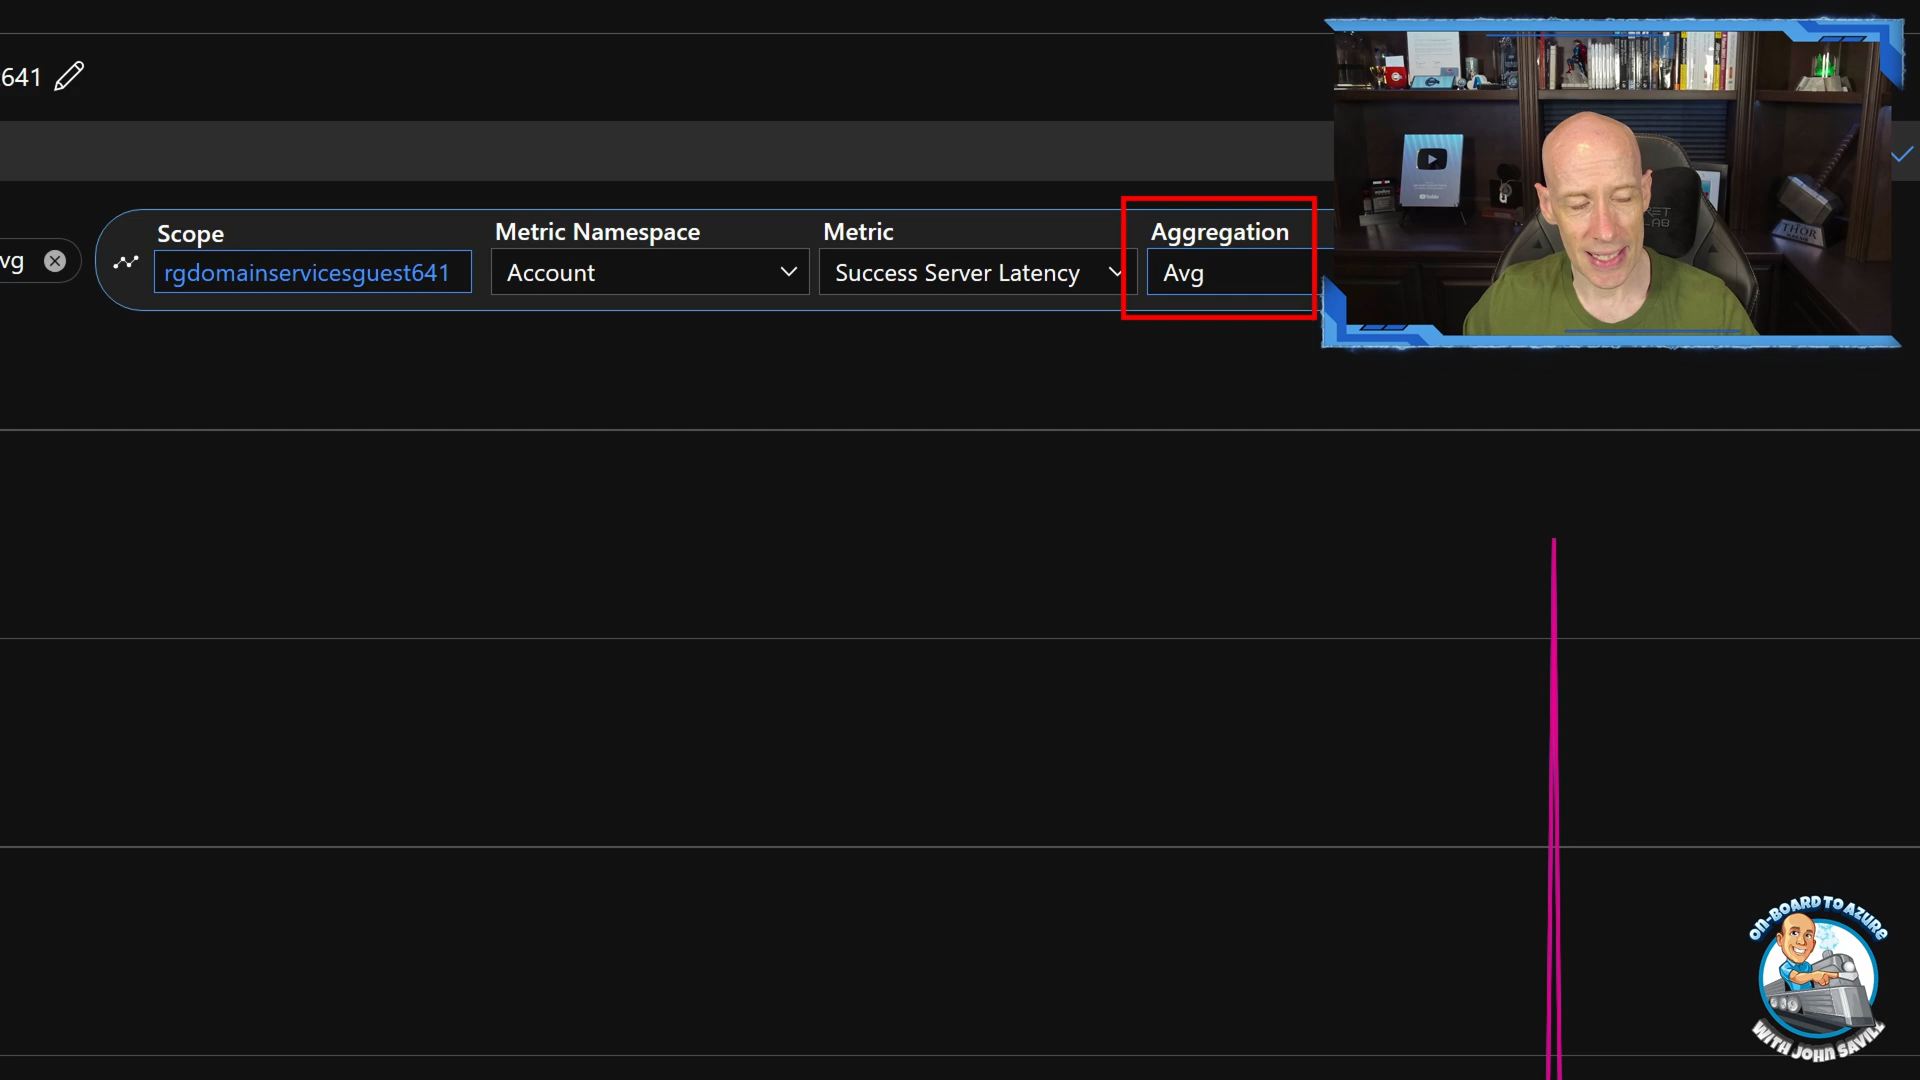 641
vg
Scope
rgdomainservicesguest641
Metric Namespace
Account
Metric
Success Server Latency
Aggregation
Avg
THOR
ON-BOARD TO AZURE
WITH JOHN SAVILL